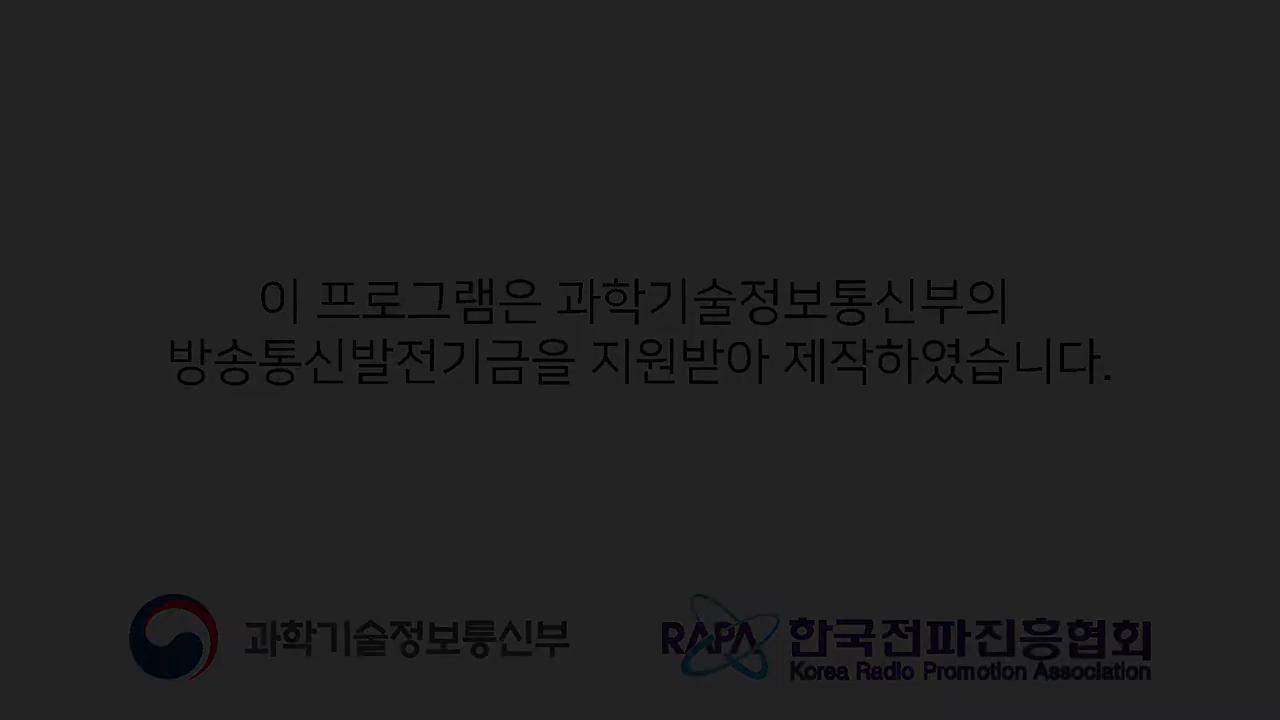 이 프로그램은 과학기술정보통신부의
방송통신발전기금을 지원받아 제작하였습니다.
과학기술정보통신부
RAPA 한국전파진흥협회
Korea Radio Promotion Association